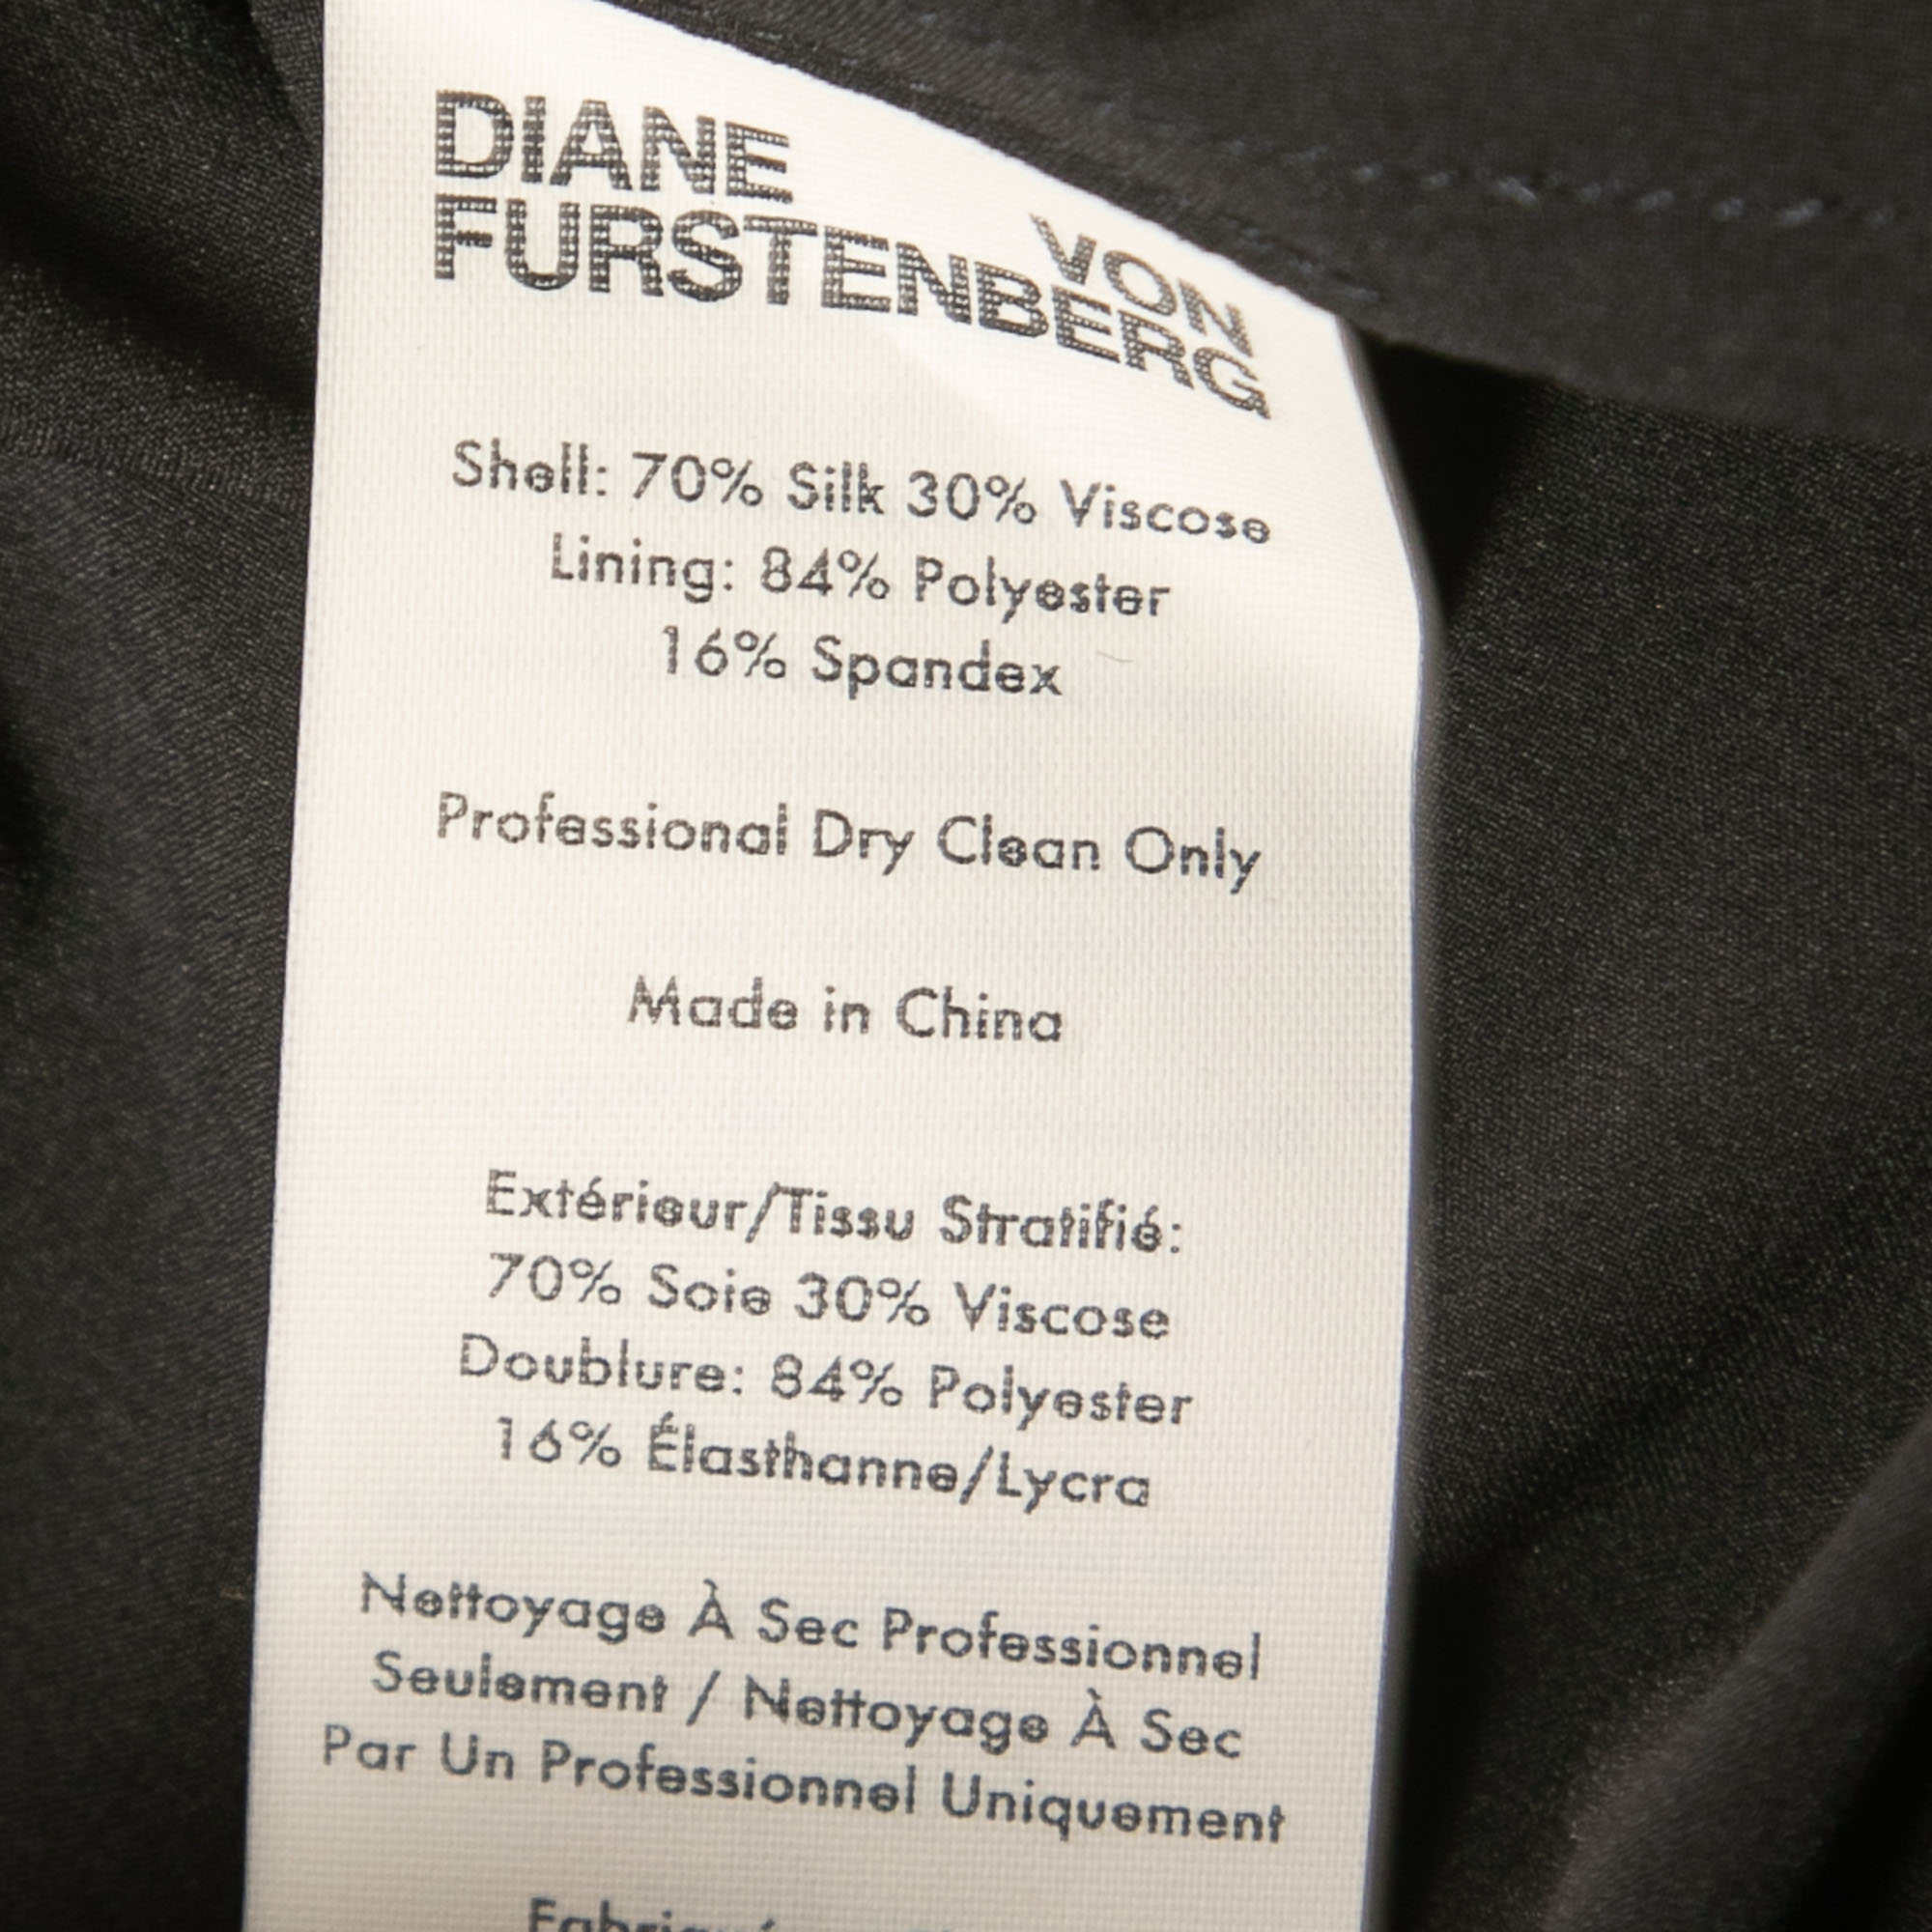 DIANE
VON
FURSTENBERG
Shell: 70% Silk 30% Viscose
Lining: 84% Polyester
16% Spandex
Professional Dry Clean Only
Made in China
Extérieur/Tissu Stratifié:
70% Soie 30% Viscose
Doublure: 84% Polyester
16% Élasthanne/Lycra
Nettoyage À Sec Professionnel
Seulement / Nettoyage À Sec
Par Un Professionnel Uniquement